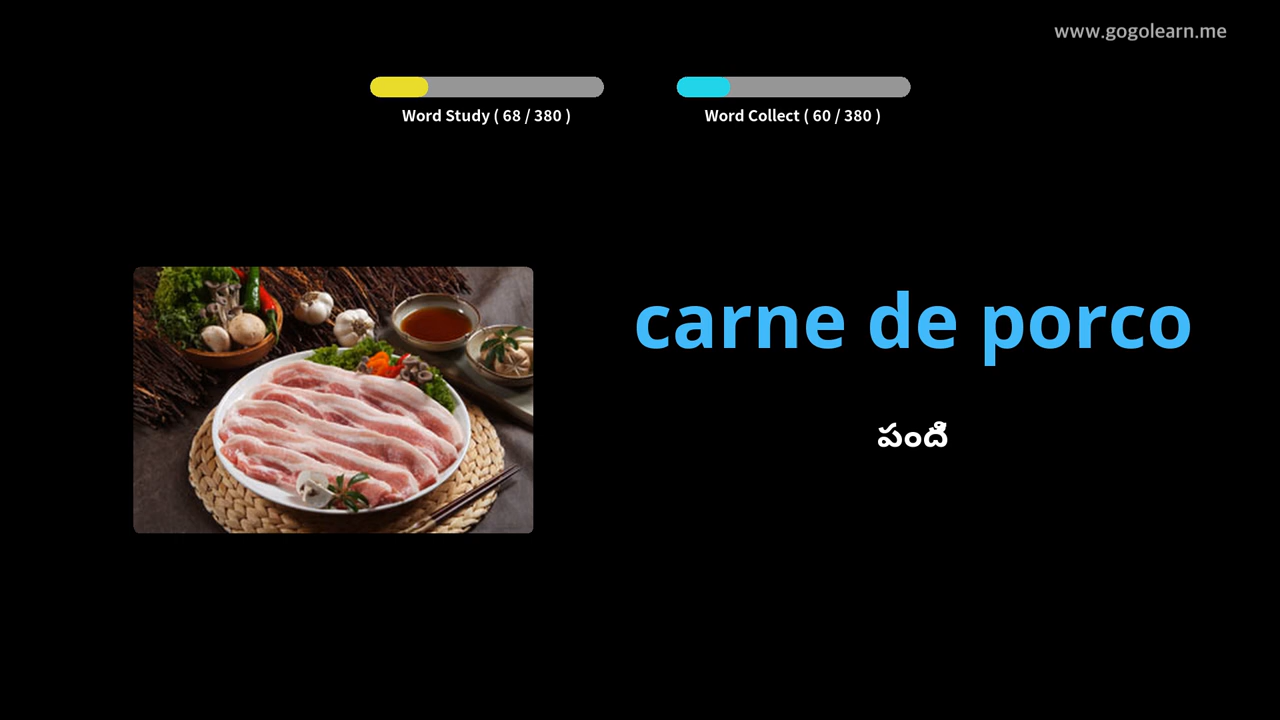 www.gogolearn.me
Word Study ( 68 / 380 )
Word Collect ( 60 / 380 )
carne de porco
పంది